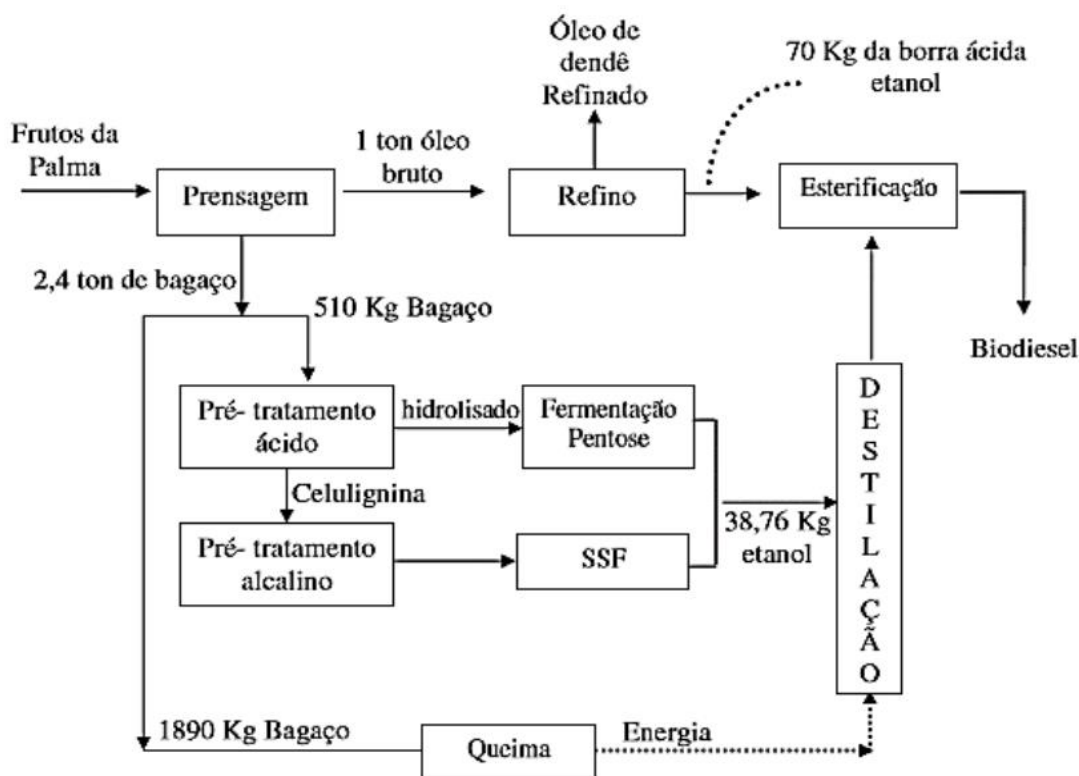 Óleo de
dendê
Refinado
70 Kg da borra ácida
etanol
Frutos da
Palma
1 ton óleo
bruto
Prensagem
Refino
Esterificação
2,4 ton de bagaço
510 Kg Bagaço
Biodiesel
Pré- tratamento
ácido
hidrolisado
Fermentação
Pentose
Celulignina
Pré- tratamento
alcalino
SSF
38,76 Kg
etanol
D
E
S
T
I
L
A
Ç
Ã
O
1890 Kg Bagaço
Queima
Energia